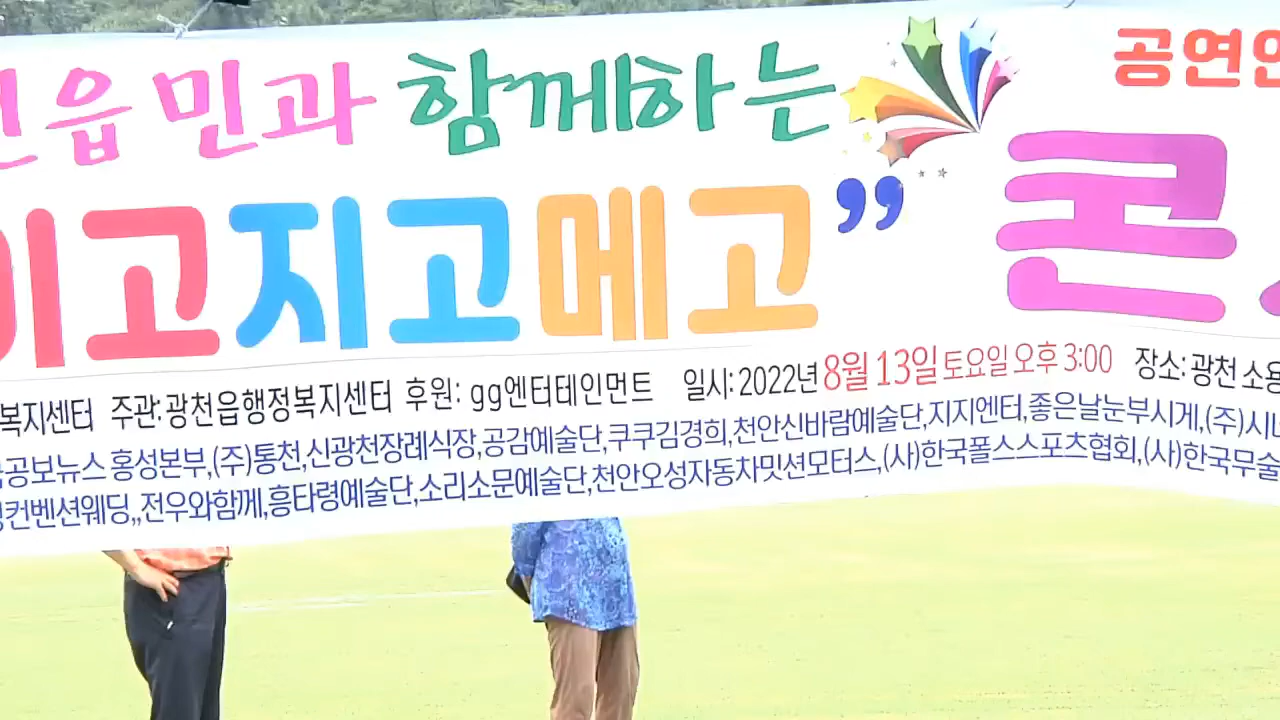 읍민과 함께하는
공연
이고지고메고” 콘
복지센터 주관:광천읍행정복지센터 후원: gg엔터테인먼트 일시: 2022년 8월 13일 토요일 오후 3:00 장소: 광천 소용
공보뉴스 홍성본부,(주)통천,신광천장례식장,공감예술단,쿠쿠김경희,천안신바람예술단,지지엔터,좋은날눈부시게,(주)시
컨벤션웨딩,,전우와함께,흥타령예술단,소리소문예술단,천안오성자동차밋션모터스,(사)한국폴스스포츠협회,(사)한국무술